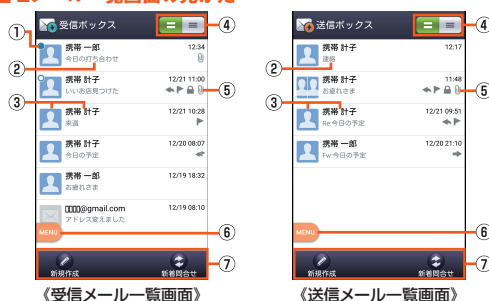 受信ボックス
④
①
携帯 一郎 12:34
今日の打ち合わせ
②
携帯 計子 12/21 11:00
いいお店見つけた
⑤
③
携帯 計子 12/21 10:28
来週
携帯 計子 12/20 08:07
今日の予定
携帯 一郎 12/19 18:32
お疲れさま
@gmail.com 12/19 08:10
アドレス変えました
MENU
⑥
新規作成 新着問合せ
⑦
《受信メール一覧画面》
送信ボックス
④
携帯 計子 12:17
連絡
②
携帯 計子 11:48
お疲れさま
⑤
③
携帯 計子 12/21 09:51
Re:今日の予定
携帯 一郎 12/20 21:10
Fw:今日の予定
MENU
⑥
新規作成 新着問合せ
⑦
《送信メール一覧画面》